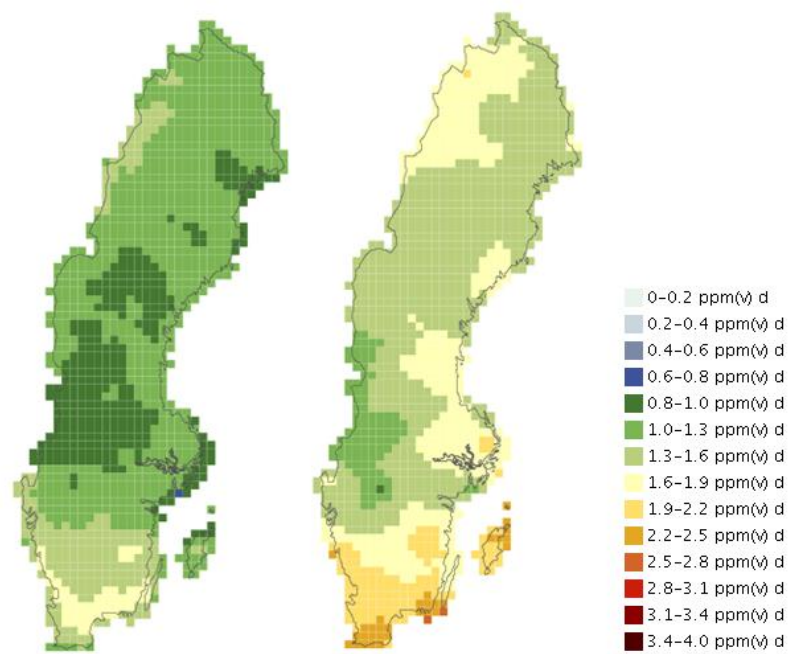 0–0.2 ppm(v) d
0.2–0.4 ppm(v) d
0.4–0.6 ppm(v) d
0.6–0.8 ppm(v) d
0.8–1.0 ppm(v) d
1.0–1.3 ppm(v) d
1.3–1.6 ppm(v) d
1.6–1.9 ppm(v) d
1.9–2.2 ppm(v) d
2.2–2.5 ppm(v) d
2.5–2.8 ppm(v) d
2.8–3.1 ppm(v) d
3.1–3.4 ppm(v) d
3.4–4.0 ppm(v) d